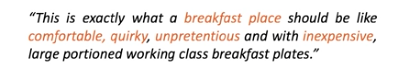 “This is exactly what a breakfast place should be like
comfortable, quirky, unpretentious and with inexpensive,
large portioned working class breakfast plates.”